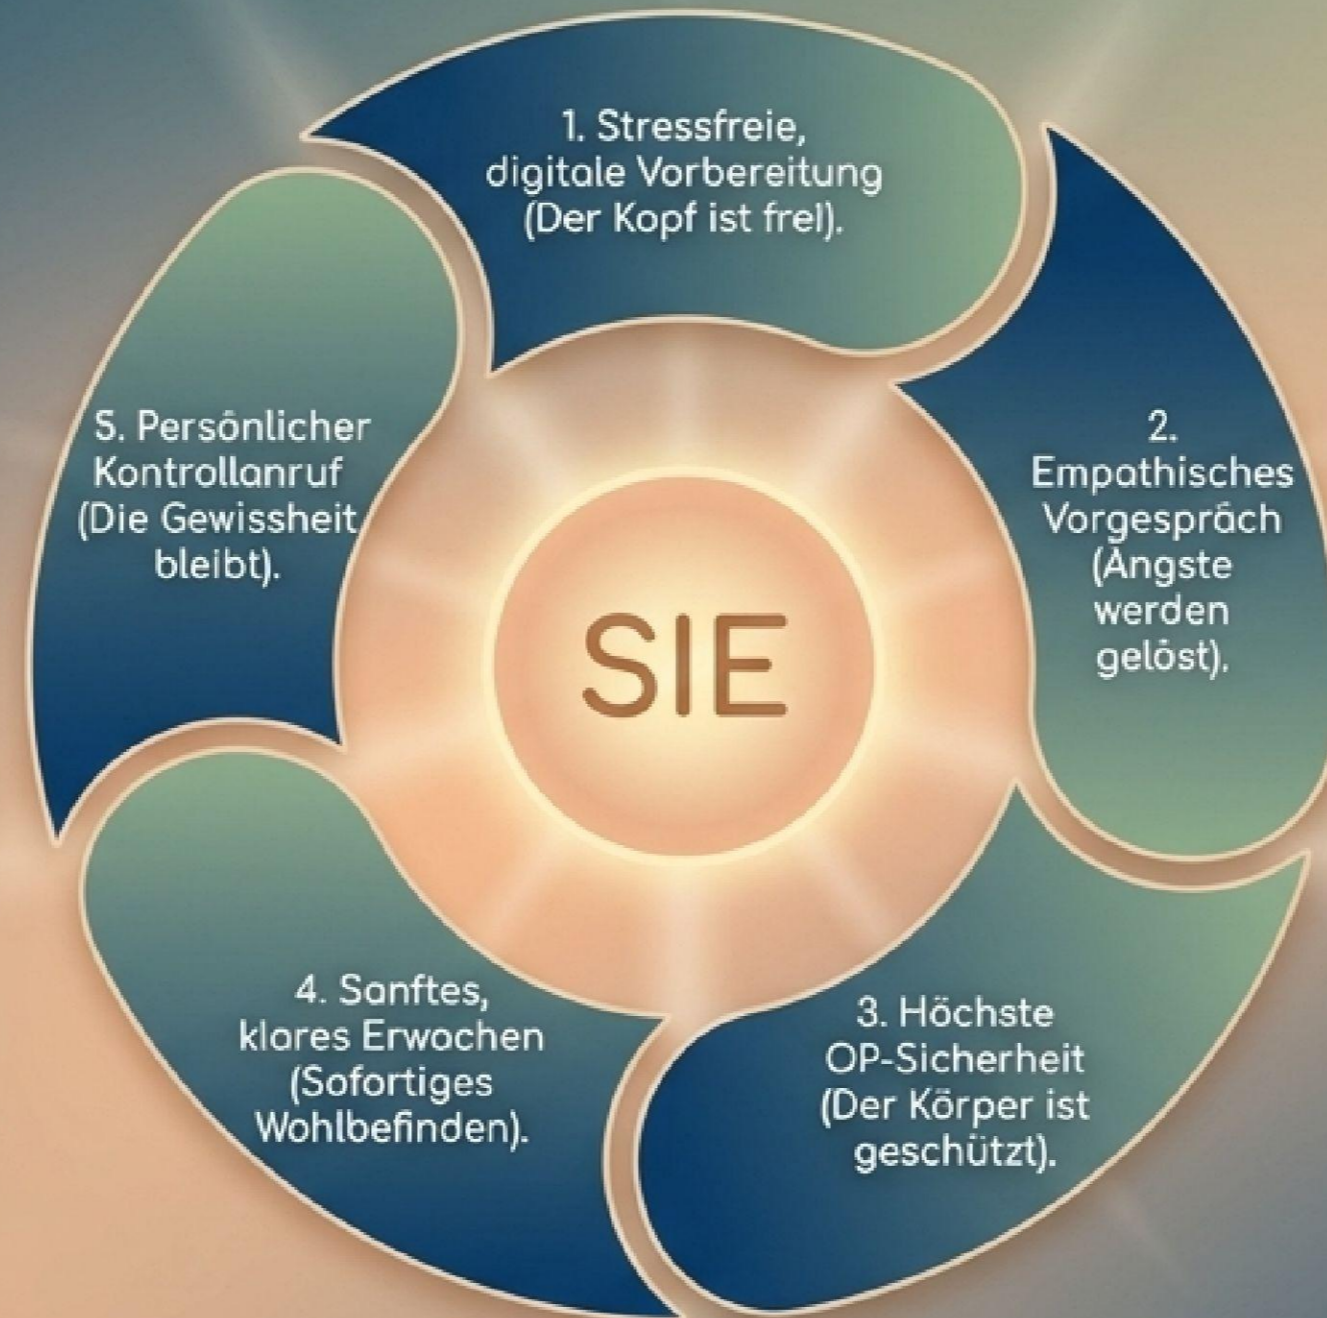 1. Stressfreie,
digitale Vorbereitung
(Der Kopf ist frel).
2.
Empathisches
Vorgespräch
(Ängste
werden
gelöst).
3. Höchste
OP-Sicherheit
(Der Körper ist
geschützt).
4. Sanftes,
klares Erwachen
(Sofortiges
Wohlbefinden).
5. Persönlicher
Kontrollanruf
(Die Gewissheit
bleibt).
SIE